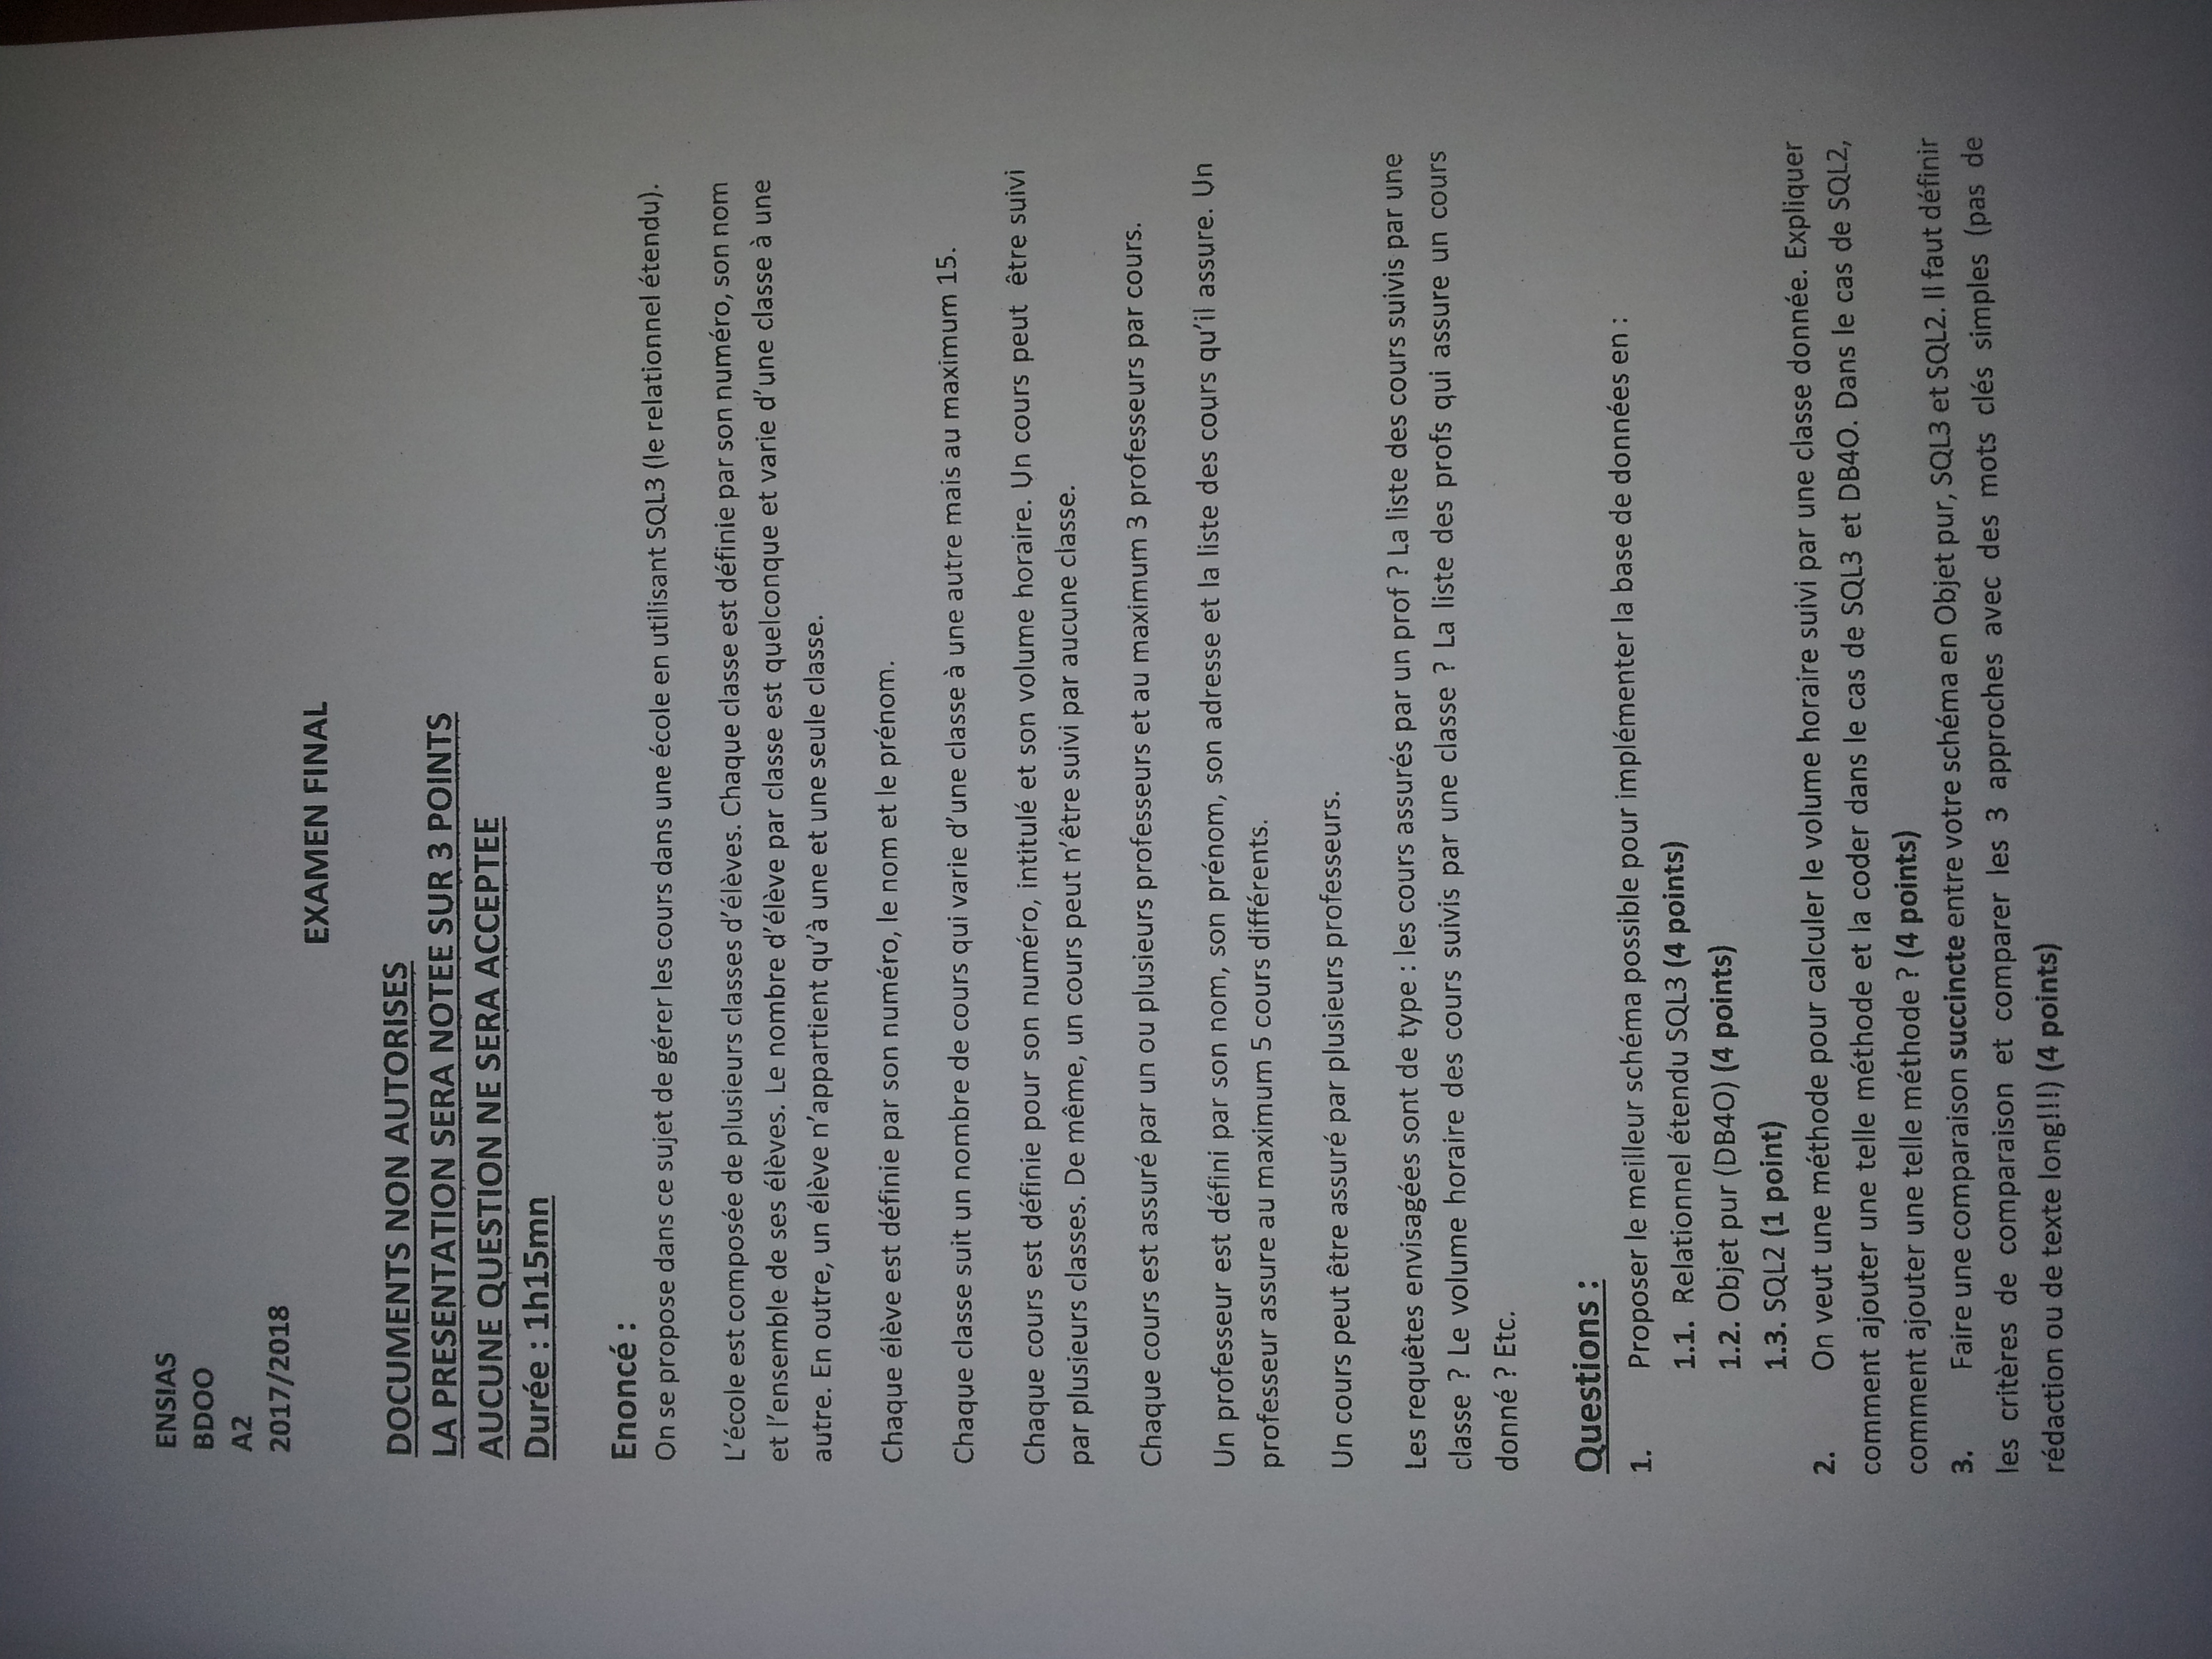 ENSIAS
BDOO
A2
2017/2018
EXAMEN FINAL
DOCUMENTS NON AUTORISES
LA PRESENTATION SERA NOTEE SUR 3 POINTS
AUCUNE QUESTION NE SERA ACCEPTEE
Durée : 1h15mn
Enoncé :
On se propose dans ce sujet de gérer les cours dans une école en utilisant SQL3 (le relationnel étendu).
L'école est composée de plusieurs classes d'élèves. Chaque classe est définie par son numéro, son nom
et l'ensemble de ses élèves. Le nombre d'élève par classe est quelconque et varie d'une classe à une
autre. En outre, un élève n'appartient qu'à une et une seule classe.
Chaque élève est définie par son numéro, le nom et le prénom.
Chaque classe suit un nombre de cours qui varie d'une classe à une autre mais au maximum 15.
Chaque cours est définie pour son numéro, intitulé et son volume horaire. Un cours peut être suivi
par plusieurs classes. De même, un cours peut n'être suivi par aucune classe.
Chaque cours est assuré par un ou plusieurs professeurs et au maximum 3 professeurs par cours.
Un professeur est défini par son nom, son prénom, son adresse et la liste des cours qu'il assure. Un
professeur assure au maximum 5 cours différents.
Un cours peut être assuré par plusieurs professeurs.
Les requêtes envisagées sont de type : les cours assurés par un prof ? La liste des cours suivis par une
classe ? Le volume horaire des cours suivis par une classe ? La liste des profs qui assure un cours
donné ? Etc.
Questions :
1. Proposer le meilleur schéma possible pour implémenter la base de données en :
1.1. Relationnel étendu SQL3 (4 points)
1.2. Objet pur (DB4O) (4 points)
1.3. SQL2 (1 point)
2. On veut une méthode pour calculer le volume horaire suivi par une classe donnée. Expliquer
comment ajouter une telle méthode et la coder dans le cas de SQL3 et DB4O. Dans le cas de SQL2,
comment ajouter une telle méthode ? (4 points)
3. Faire une comparaison succincte entre votre schéma en Objet pur, SQL3 et SQL2. Il faut définir
les critères de comparaison et comparer les 3 approches avec des mots clés simples (pas de
rédaction ou de texte long!!!) (4 points)